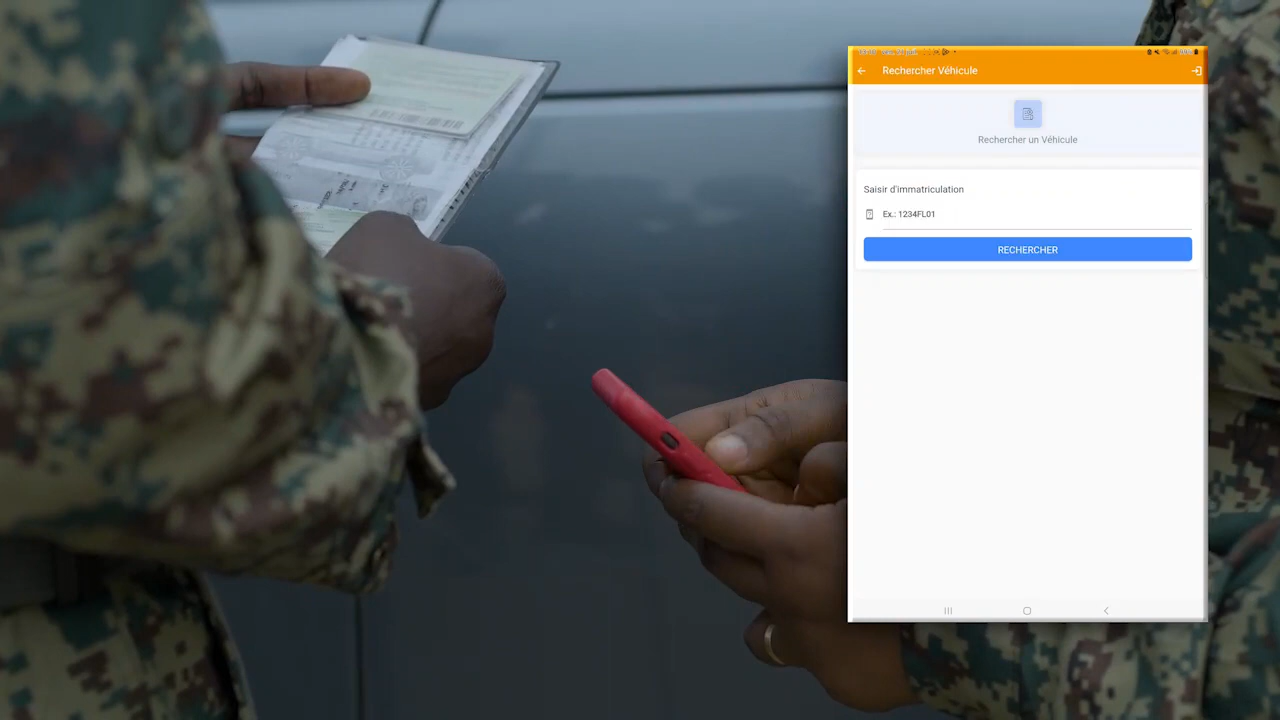 Rechercher Véhicule
Rechercher un Véhicule
Saisir d'immatriculation
Ex.: 1234FL01
RECHERCHER